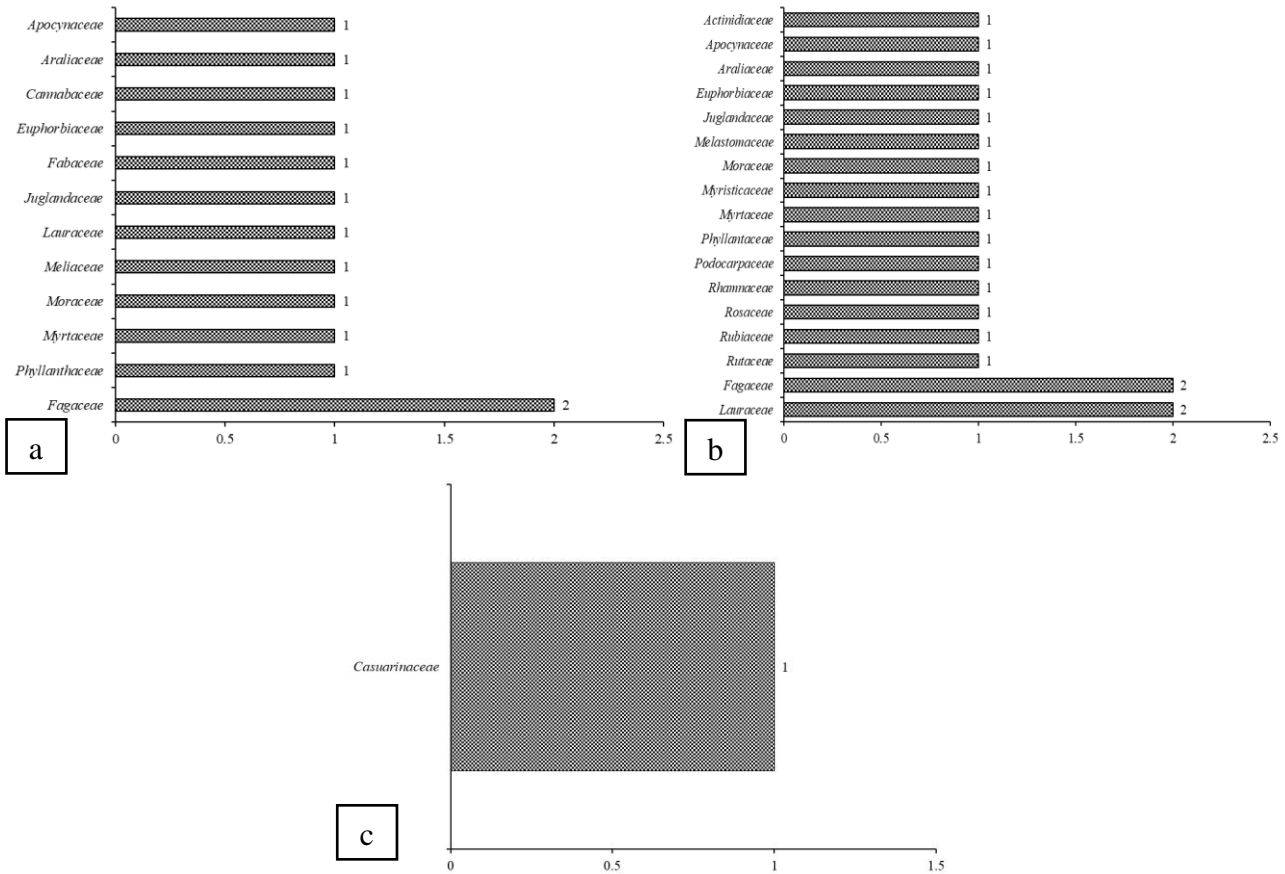 Apocynaceae 1
Araliaceae 1
Cannabaceae 1
Euphorbiaceae 1
Fabaceae 1
Juglandaceae 1
Lauraceae 1
Meliaceae 1
Moraceae 1
Myrtaceae 1
Phyllanthaceae 1
Fagaceae 2
0 0.5 1 1.5 2 2.5
a
Actinidiaceae 1
Apocynaceae 1
Araliaceae 1
Euphorbiaceae 1
Juglandaceae 1
Melastomaceae 1
Moraceae 1
Myristicaceae 1
Myrtaceae 1
Phyllantaceae 1
Podocarpaceae 1
Rhamnaceae 1
Rosaceae 1
Rubiaceae 1
Rutaceae 1
Fagaceae 2
Lauraceae 2
0 0.5 1 1.5 2 2.5
b
Casuarinaceae 1
c
0 0.5 1 1.5